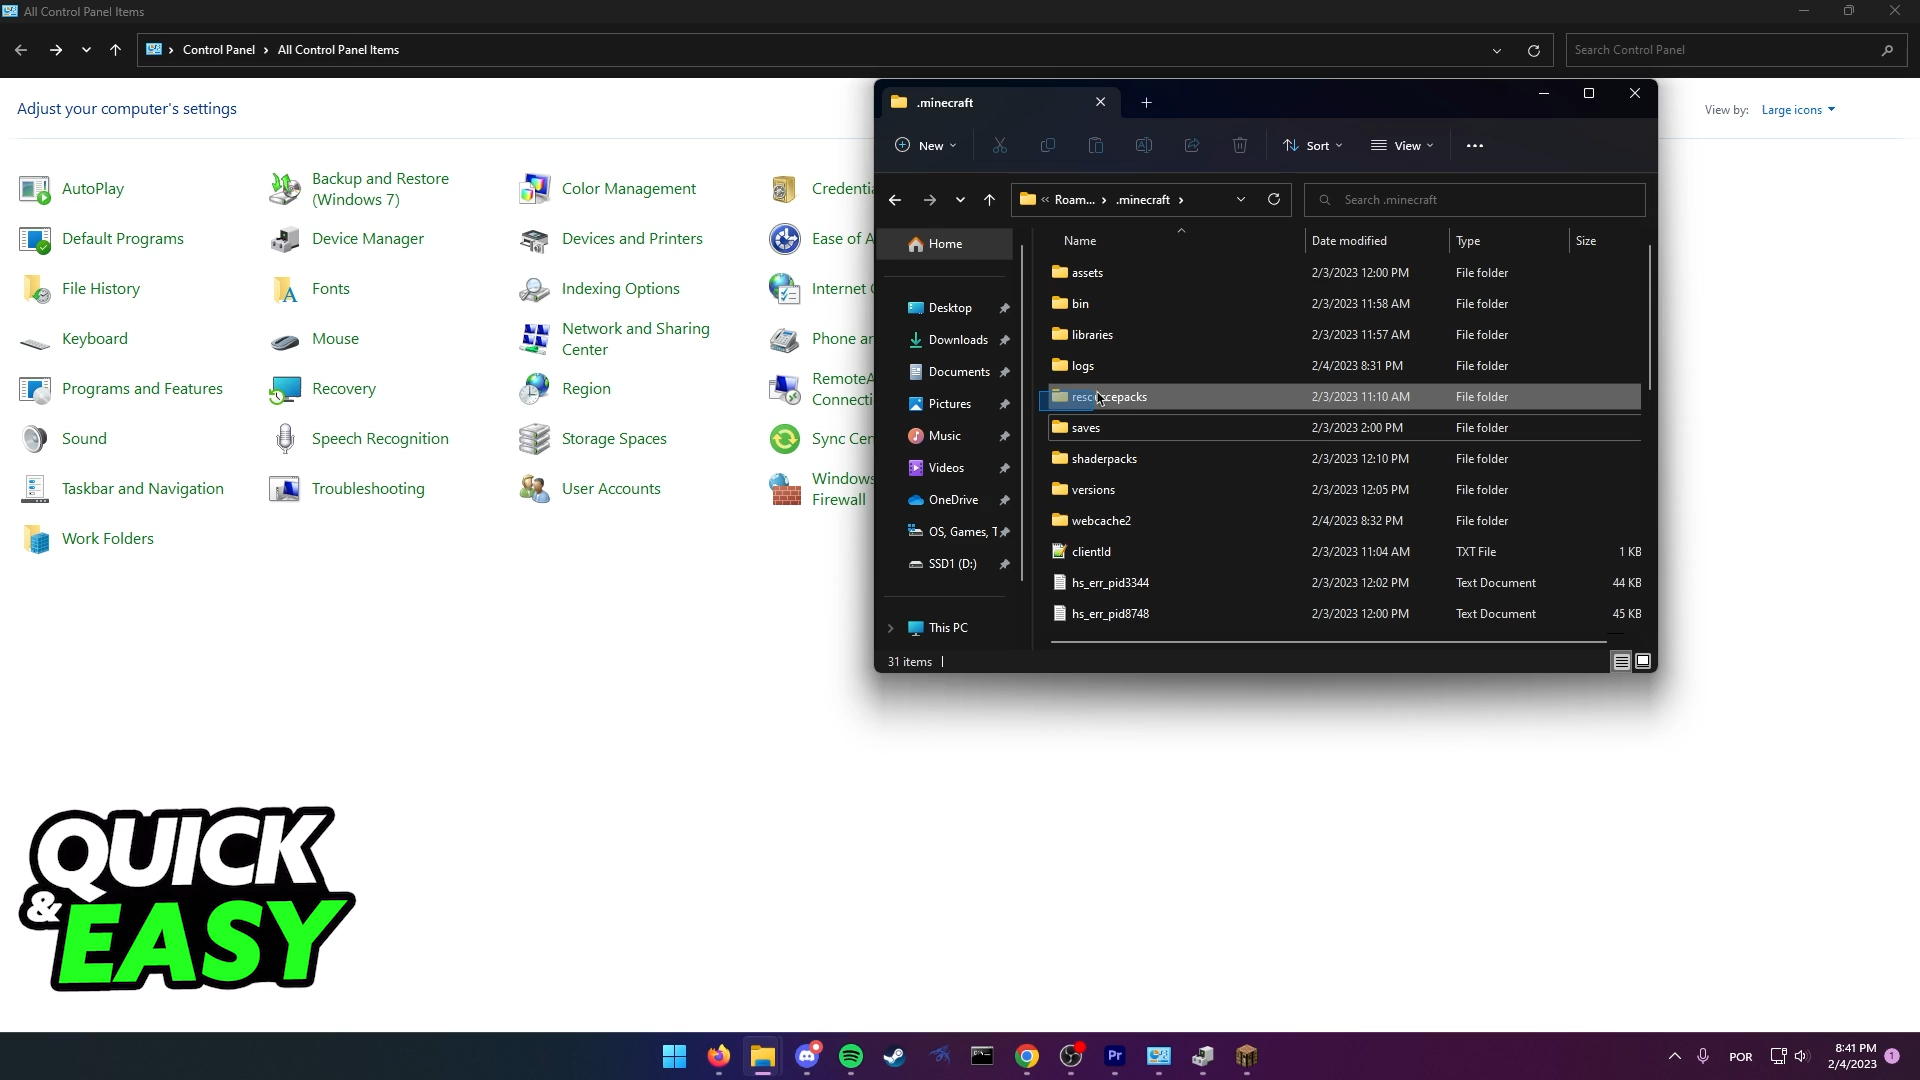 All Control Panel Items
Control Panel > All Control Panel Items
Search Control Panel
Adjust your computer's settings
View by: Large icons
AutoPlay
Backup and Restore
(Windows 7)
Color Management
Default Programs
Device Manager
Devices and Printers
Ease of A
File History
Fonts
Indexing Options
Internet
Keyboard
Mouse
Network and Sharing
Center
Phone
Programs and Features
Recovery
Region
RemoteA
Connecti
Sound
Speech Recognition
Storage Spaces
Sync Cen
Taskbar and Navigation
Troubleshooting
User Accounts
Windows
Firewall
Work Folders
.minecraft
New
Sort
View
« Roam... > .minecraft >
Search .minecraft
Home
Desktop
Downloads
Documents
Pictures
Music
Videos
OneDrive
OS, Games, T
SSD1 (D:)
This PC
Name Date modified Type Size
assets 2/3/2023 12:00 PM File folder
bin 2/3/2023 11:58 AM File folder
libraries 2/3/2023 11:57 AM File folder
logs 2/4/2023 8:31 PM File folder
resourcepacks 2/3/2023 11:10 AM File folder
saves 2/3/2023 2:00 PM File folder
shaderpacks 2/3/2023 12:10 PM File folder
versions 2/3/2023 12:05 PM File folder
webcache2 2/4/2023 8:32 PM File folder
clientId 2/3/2023 11:04 AM TXT File 1 KB
hs_err_pid3344 2/3/2023 12:02 PM Text Document 44 KB
hs_err_pid8748 2/3/2023 12:00 PM Text Document 45 KB
31 items
QUICK
& EASY
Pr
POR
8:41 PM
2/4/2023
1